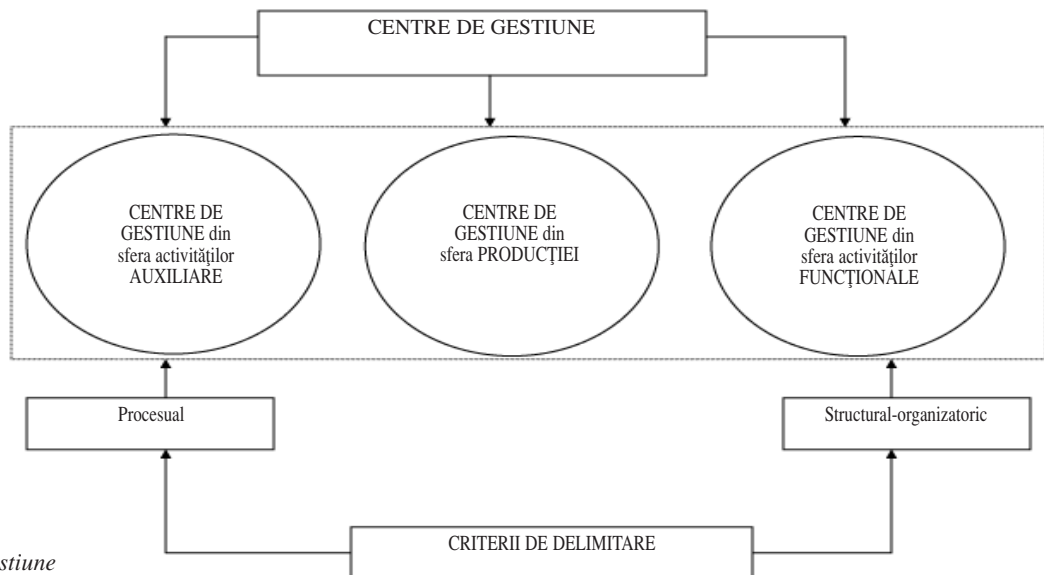 CENTRE DE GESTIUNE
CENTRE DE
GESTIUNE din
sfera activităţilor
AUXILIARE
CENTRE DE
GESTIUNE din
sfera PRODUCŢIEI
CENTRE DE
GESTIUNE din
sfera activităţilor
FUNCŢIONALE
Procesual
Structural-organizatoric
CRITERII DE DELIMITARE
stiune